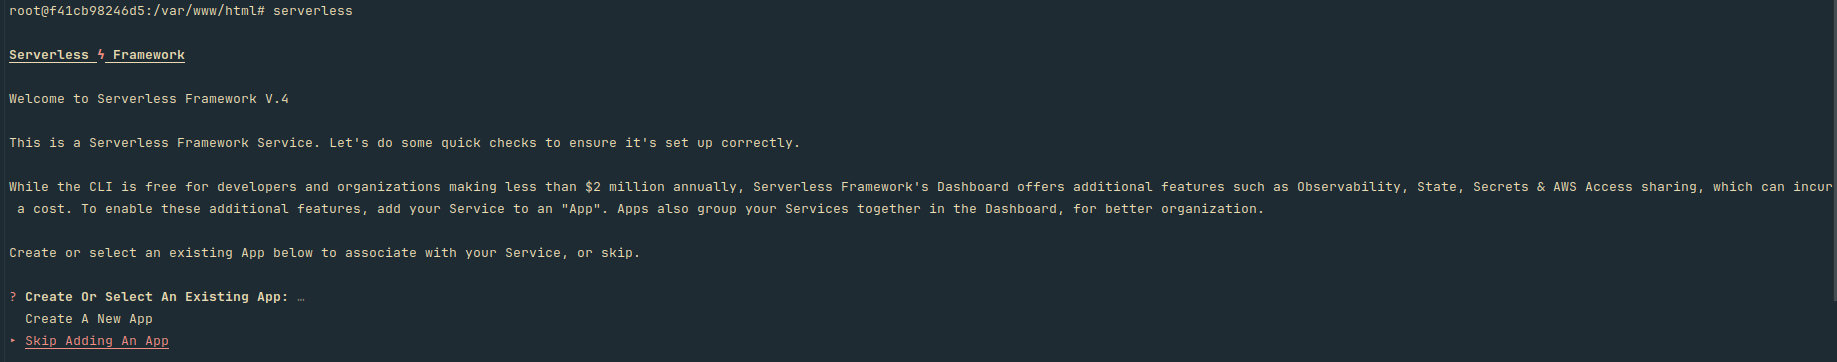 root@f41cb98246d5:/var/www/html# serverless
Serverless ϟ Framework
Welcome to Serverless Framework V.4
This is a Serverless Framework Service. Let's do some quick checks to ensure it's set up correctly.
While the CLI is free for developers and organizations making less than $2 million annually, Serverless Framework's Dashboard offers additional features such as Observability, State, Secrets & AWS Access sharing, which can incur
a cost. To enable these additional features, add your Service to an "App". Apps also group your Services together in the Dashboard, for better organization.
Create or select an existing App below to associate with your Service, or skip.
? Create Or Select An Existing App: …
Create A New App
‣ Skip Adding An App